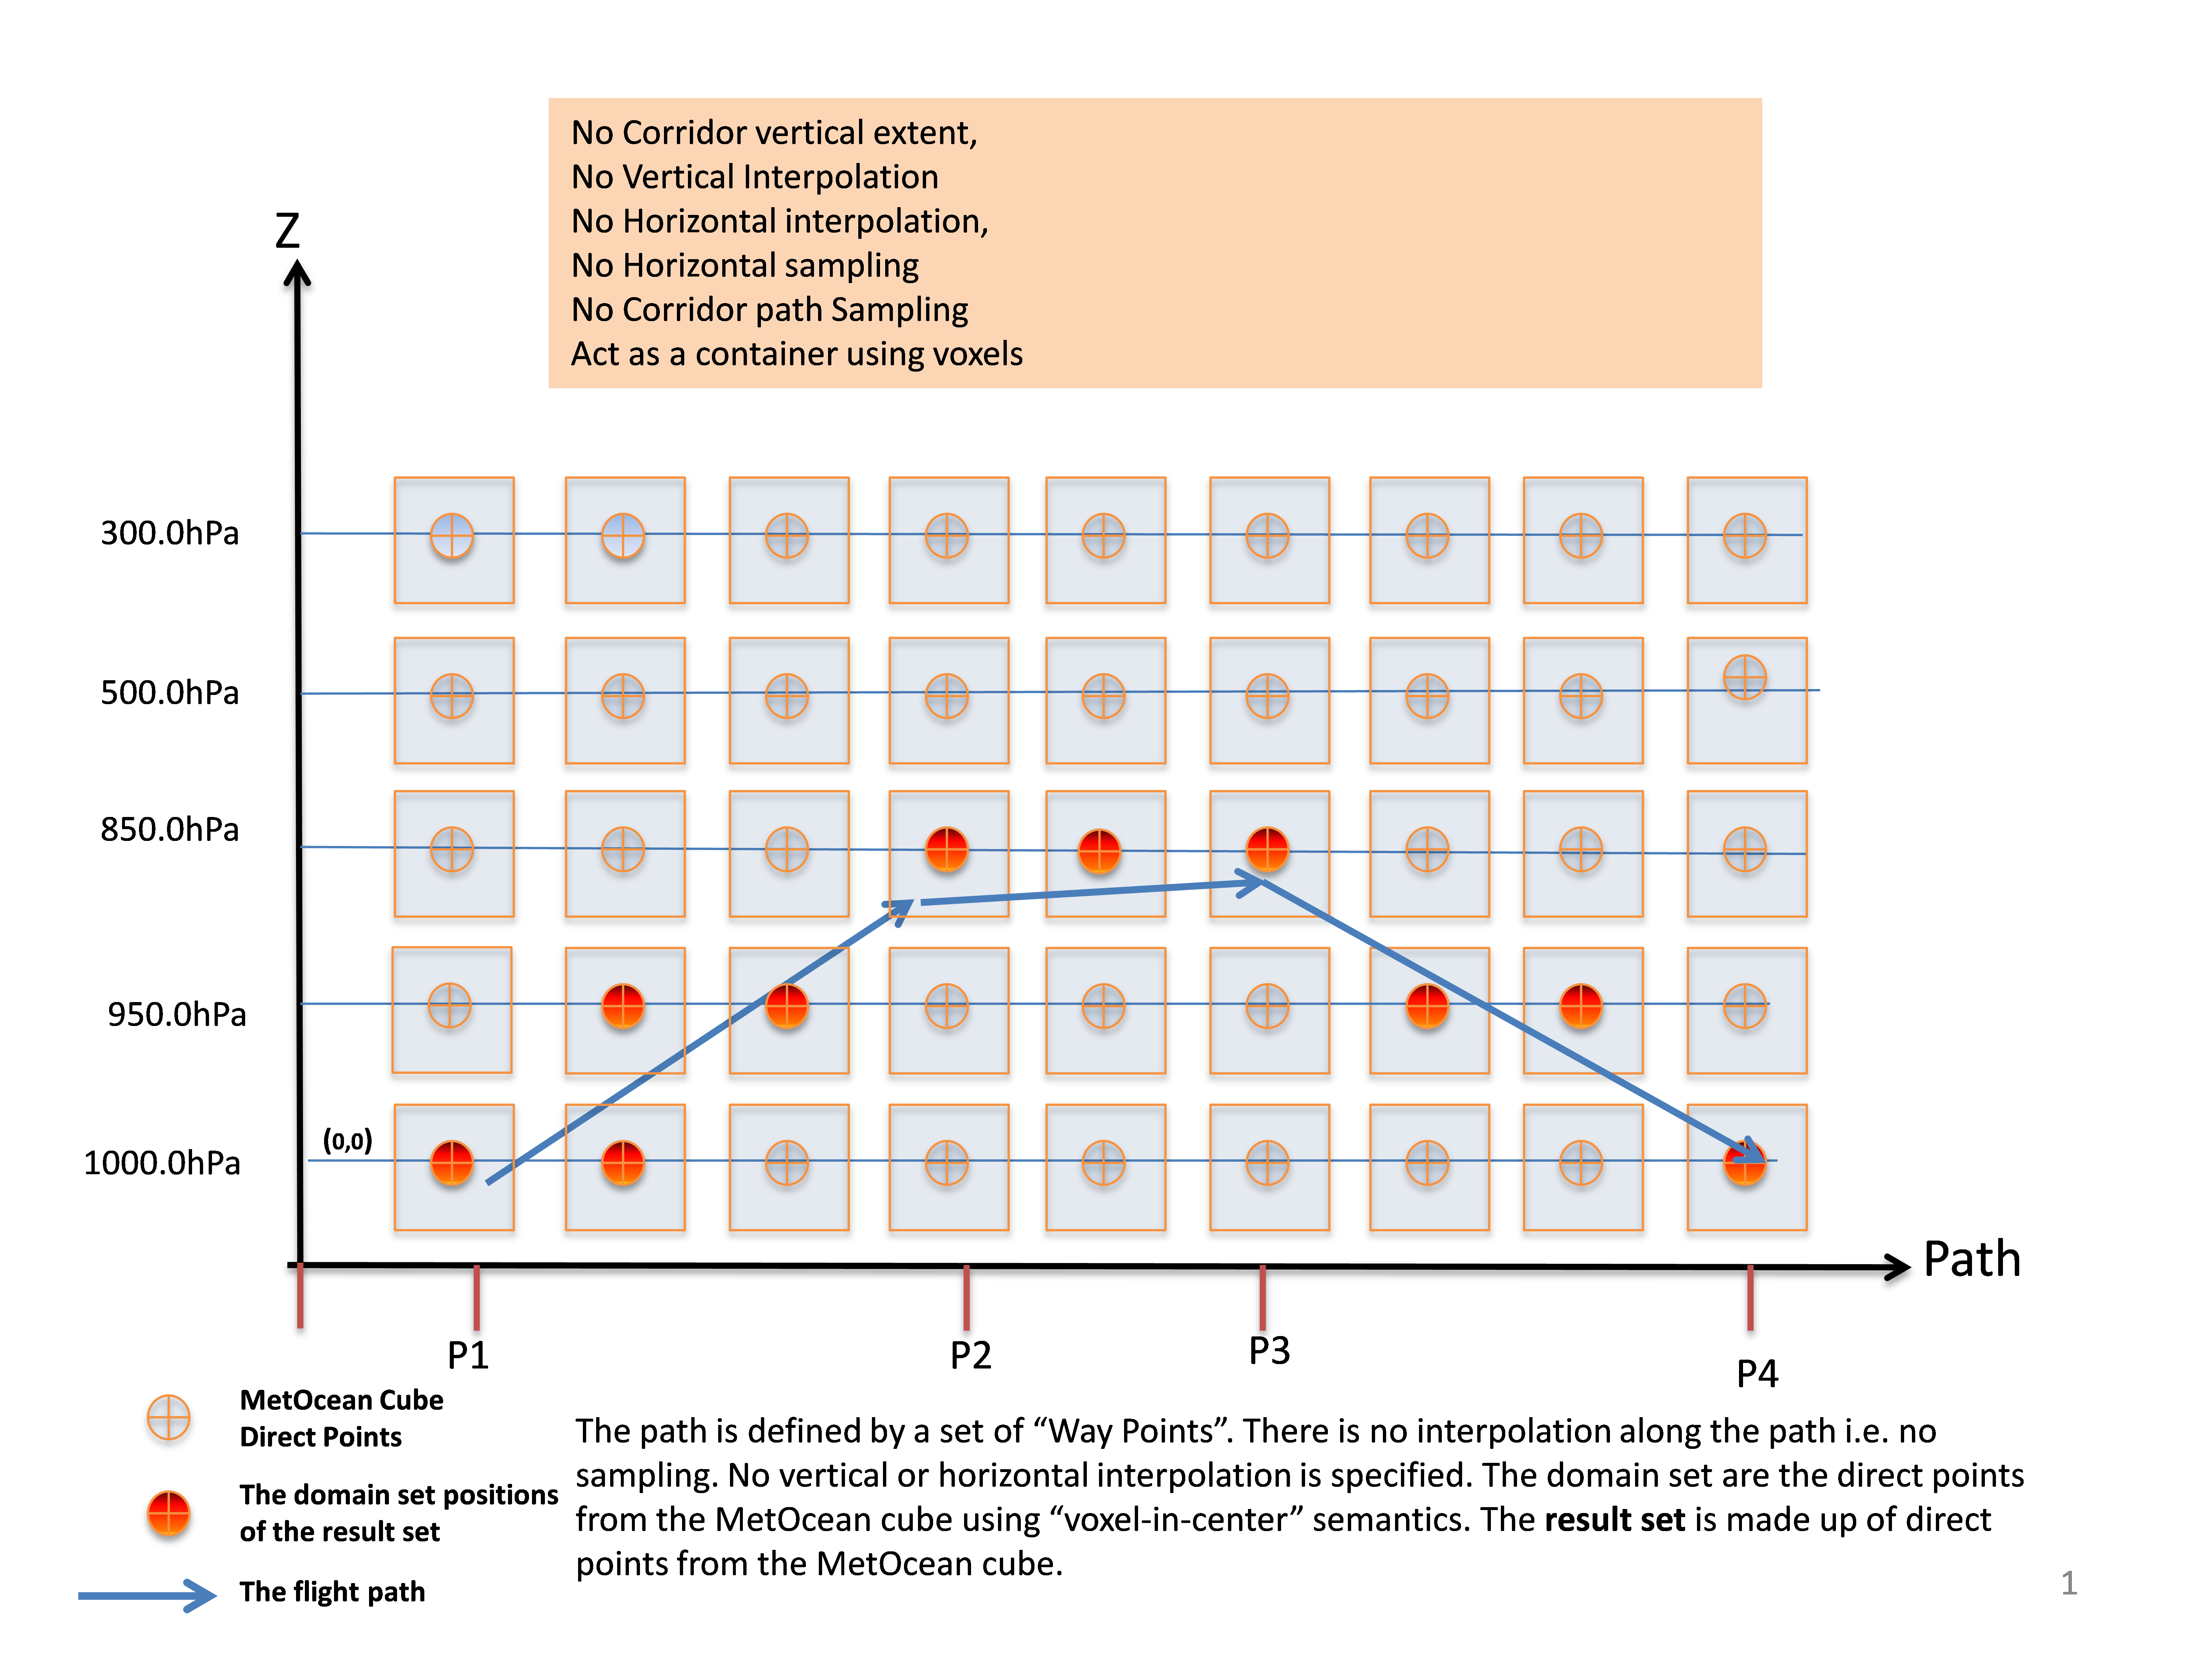 No Corridor vertical extent,
No Vertical Interpolation
No Horizontal interpolation,
No Horizontal sampling
No Corridor path Sampling
Act as a container using voxels
Z
300.0hPa
500.0hPa
850.0hPa
950.0hPa
(0,0)
1000.0hPa
Path
P1
P2
P3
P4
MetOcean Cube
Direct Points
The domain set positions
of the result set
The flight path
The path is defined by a set of “Way Points”. There is no interpolation along the path i.e. no
sampling. No vertical or horizontal interpolation is specified. The domain set are the direct points
from the MetOcean cube using “voxel-in-center” semantics. The result set is made up of direct
points from the MetOcean cube.
1